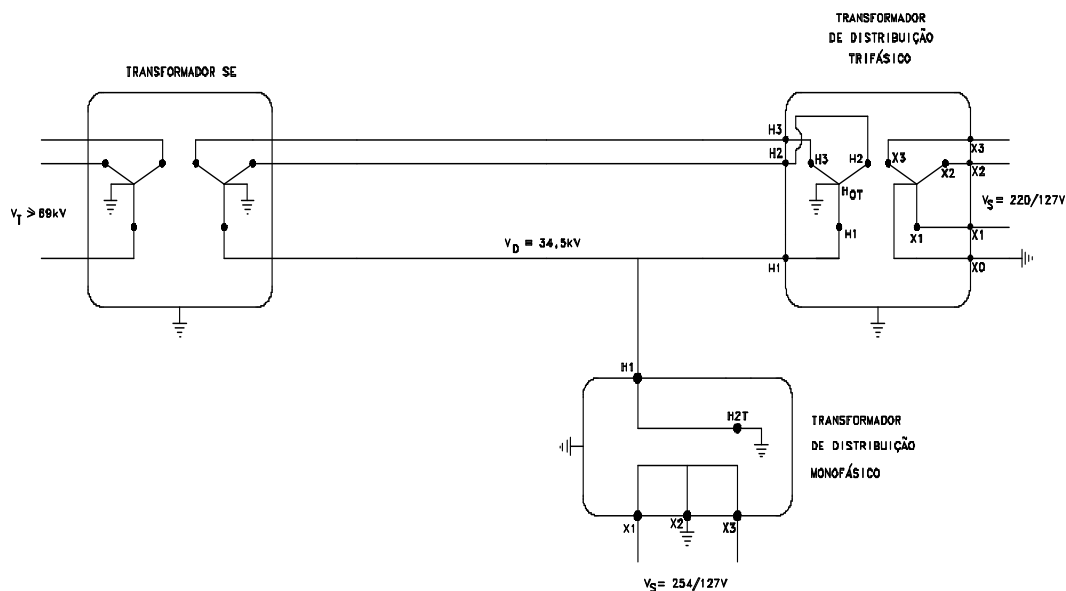 TRANSFORMADOR
DE DISTRIBUIÇÃO
TRIFÁSICO
TRANSFORMADOR SE
H3
H2
H3
H2
X3
X2
X3
X2
H0T
V_T ≥ 69kV
V_S = 220/127V
H1
X1
X1
V_D = 34,5kV
H1
X0
H1
H2T
TRANSFORMADOR
DE DISTRIBUIÇÃO
MONOFÁSICO
X1
X2
X3
V_S = 254/127V